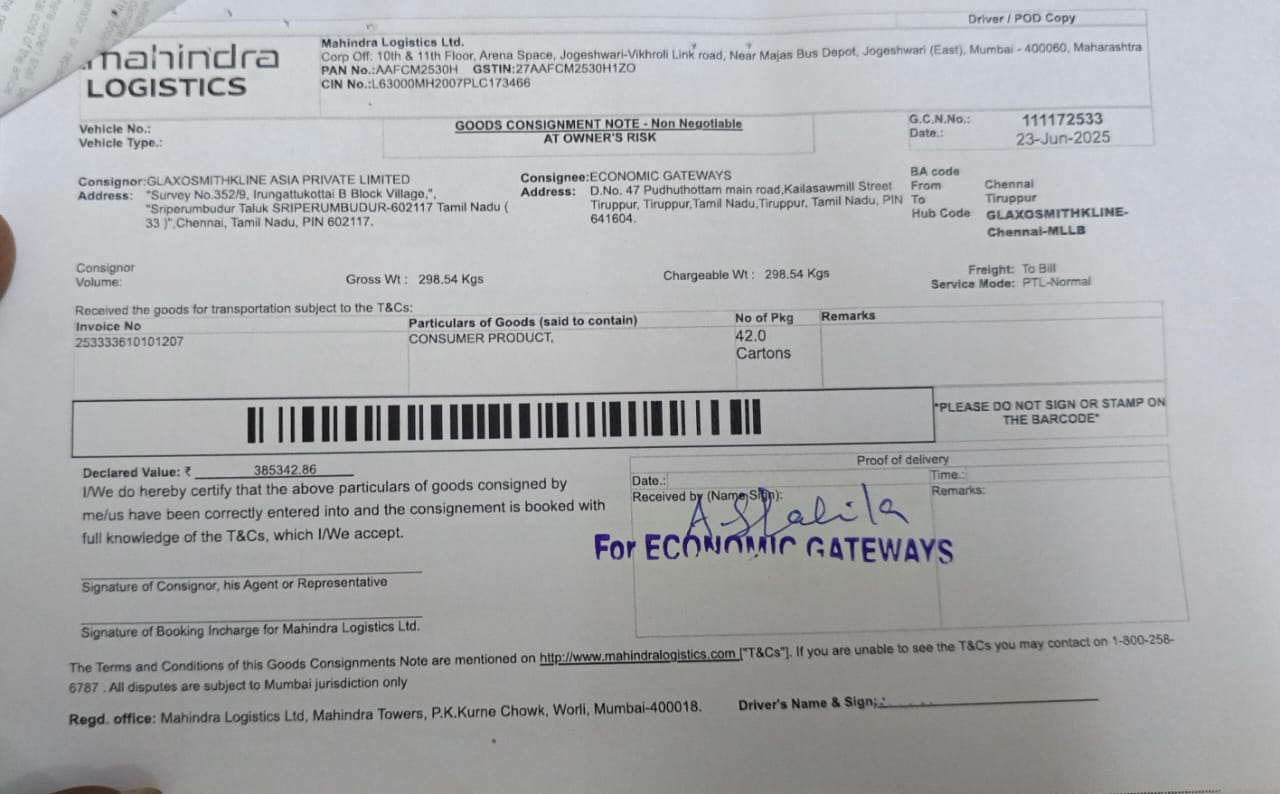 Driver / POD Copy
mahindra
LOGISTICS
Mahindra Logistics Ltd.
Corp Off: 10th & 11th Floor, Arena Space, Jogeshwari-Vikhroli Link road, Near Majas Bus Depot, Jogeshwari (East), Mumbai - 400060, Maharashtra
PAN No.:AAFCM2530H GSTIN:27AAFCM2530H1ZO
CIN No.:L63000MH2007PLC173466
Vehicle No.:
Vehicle Type.:
GOODS CONSIGNMENT NOTE - Non Negotiable
AT OWNER'S RISK
G.C.N.No.: 111172533
Date.: 23-Jun-2025
Consignor:GLAXOSMITHKLINE ASIA PRIVATE LIMITED
Address: "Survey No.352/9, Irungattukottai B Block Village,",
"Sriperumbudur Taluk SRIPERUMBUDUR-602117 Tamil Nadu (
33 )",Chennai, Tamil Nadu, PIN 602117.
Consignee:ECONOMIC GATEWAYS
Address: D.No. 47 Pudhuthottam main road,Kailasawmill Street
Tiruppur, Tiruppur,Tamil Nadu,Tiruppur, Tamil Nadu, PIN
641604.
BA code
From Chennai
To Tiruppur
Hub Code GLAXOSMITHKLINE-
Chennai-MLLB
Consignor
Volume:
Gross Wt : 298.54 Kgs
Chargeable Wt : 298.54 Kgs
Freight: To Bill
Service Mode: PTL-Normal
Received the goods for transportation subject to the T&Cs:
Invoice No Particulars of Goods (said to contain) No of Pkg Remarks
253333610101207 CONSUMER PRODUCT, 42.0
Cartons
*PLEASE DO NOT SIGN OR STAMP ON
THE BARCODE*
Declared Value: ₹ 385342.86
I/We do hereby certify that the above particulars of goods consigned by
me/us have been correctly entered into and the consignement is booked with
full knowledge of the T&Cs, which I/We accept.
Proof of delivery
Date.: Time.:
Received by (Name Sign): Remarks:
For ECONOMIC GATEWAYS
Signature of Consignor, his Agent or Representative
Signature of Booking Incharge for Mahindra Logistics Ltd.
The Terms and Conditions of this Goods Consignments Note are mentioned on http://www.mahindralogistics.com ["T&Cs"]. If you are unable to see the T&Cs you may contact on 1-800-258-
6787 . All disputes are subject to Mumbai jurisdiction only
Regd. office: Mahindra Logistics Ltd, Mahindra Towers, P.K.Kurne Chowk, Worli, Mumbai-400018.
Driver's Name & Sign: